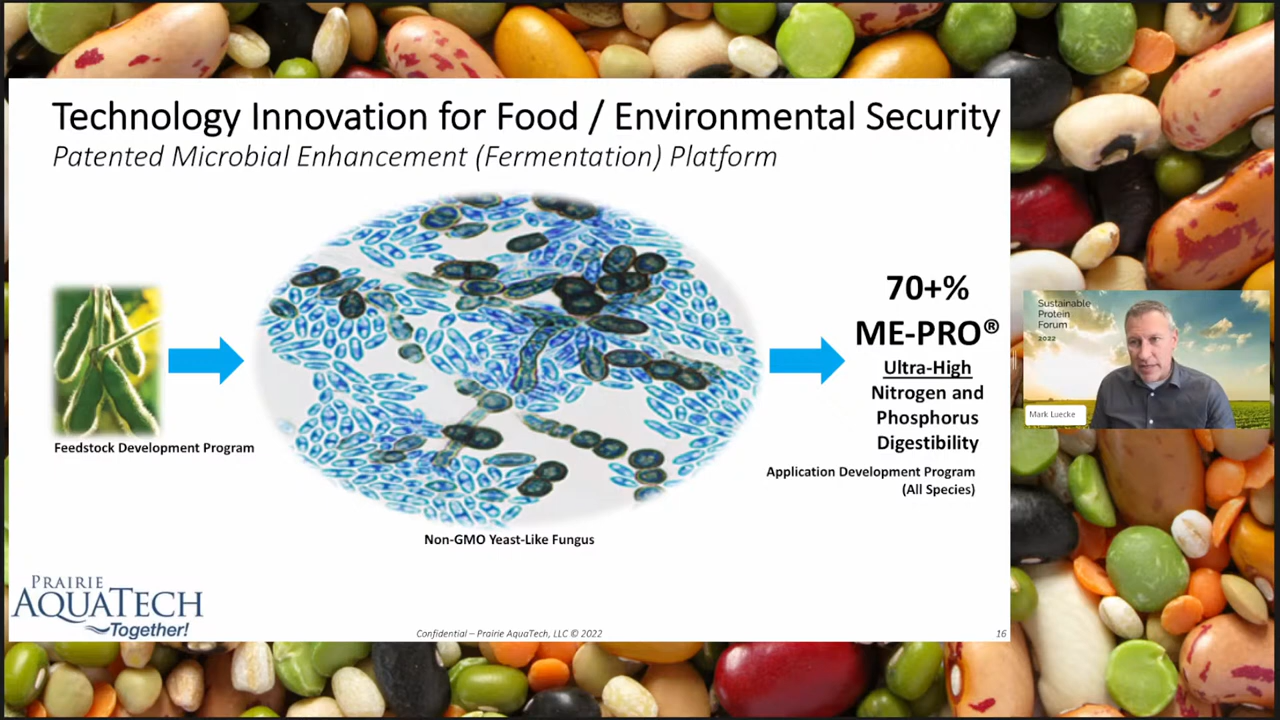 Technology Innovation for Food / Environmental Security
Patented Microbial Enhancement (Fermentation) Platform
Feedstock Development Program
Non-GMO Yeast-Like Fungus
70+%
ME-PRO®
Ultra-High
Nitrogen and
Phosphorus
Digestibility
Application Development Program
(All Species)
PRAIRIE
AQUATECH
Together!
Confidential – Prairie AquaTech, LLC © 2022
16
Sustainable
Protein
Forum
2022
Mark Luecke